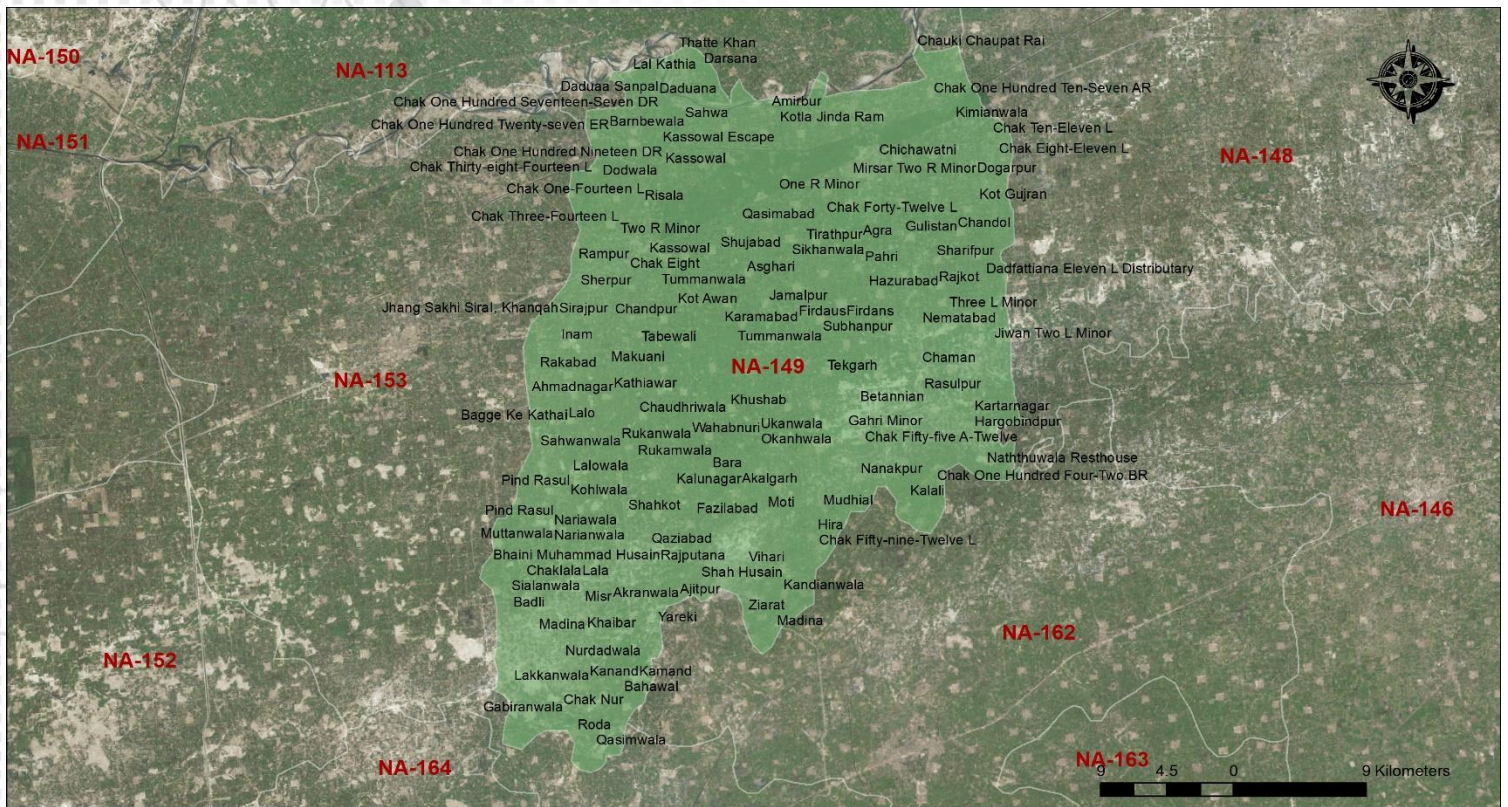 Thatte Khan
Chauki Chaupat Rai
NA-150
Darsana
Lal Kathia
NA-113
Daduaa Sanpal
Daduana
Chak One Hundred Ten-Seven AR
Chak One Hundred Seventeen-Seven DR
Amirbur
Sahwa
Kimianwala
Kotla Jinda Ram
Chak One Hundred Twenty-seven ER
Barnbewala
Chak Ten-Eleven L
Kassowal Escape
NA-151
Chak One Hundred Nineteen DR
Kassowal
Chichawatni
Chak Eight-Eleven L
NA-148
Chak Thirty-eight-Fourteen L
Dodwala
Mirsar Two R Minor
Dogarpur
One R Minor
Chak One-Fourteen L
Risala
Kot Gujran
Chak Three-Fourteen L
Qasimabad
Chak Forty-Twelve L
Two R Minor
Tirathpur
Agra
Gulistan
Chandol
Shujabad
Rampur
Kassowal
Sikhanwala
Pahri
Sharifpur
Chak Eight
Asghari
Dadfattiana Eleven L Distributary
Sherpur
Tummanwala
Hazurabad
Rajkot
Kot Awan
Jamalpur
Three L Minor
Jhang Sakhi Siral, Khanqah
Sirajpur
Chandpur
Karamabad
Firdaus
Firdans
Nematabad
Subhanpur
Inam
Tabewali
Tummanwala
Jiwan Two L Minor
Rakabad
Makuani
NA-149
Tekgarh
Chaman
NA-153
Ahmadnagar
Kathiawar
Rasulpur
Khushab
Betannian
Bagge Ke Kathai
Lalo
Chaudhriwala
Kartarnagar
Wahabnuri
Ukanwala
Gahri Minor
Hargobindpur
Sahwanwala
Rukanwala
Okanhwala
Chak Fifty-five A-Twelve
Rukamwala
Lalowala
Bara
Naththuwala Resthouse
Nanakpur
Pind Rasul
Kalunagar
Akalgarh
Chak One Hundred Four-Two BR
Kohlwala
Kalali
Pind Rasul
Shahkot
Fazilabad
Moti
Mudhial
NA-146
Nariawala
Hira
Muttanwala
Narianwala
Qaziabad
Chak Fifty-nine-Twelve L
Bhaini Muhammad Husain
Rajputana
Vihari
Chaklala
Lala
Shah Husain
Sialanwala
Misr
Akranwala
Ajitpur
Kandianwala
Badli
Ziarat
Madina
Khaibar
Yareki
Madina
NA-162
Nurdadwala
NA-152
Lakkanwala
Kanand
Kamand
Bahawal
Gabiranwala
Chak Nur
Roda
Qasimwala
NA-164
NA-163
9 4.5 0 9 Kilometers